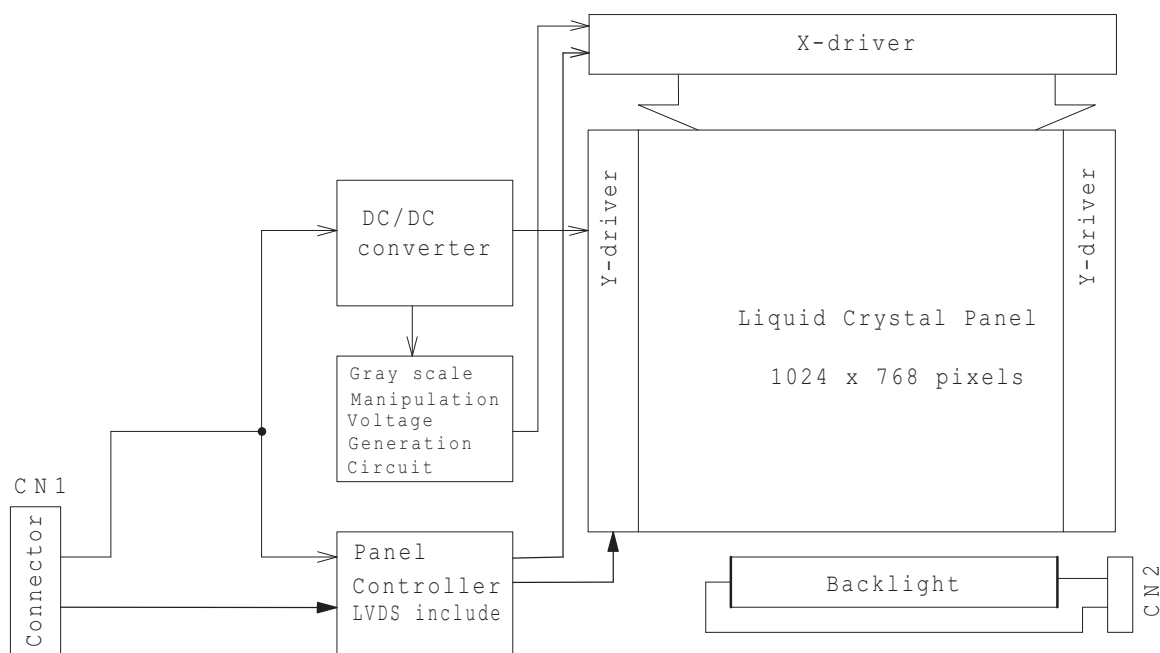 X-driver
DC/DC
converter
Y-driver
Y-driver
Liquid Crystal Panel
1024 x 768 pixels
Gray scale
Manipulation
Voltage
Generation
Circuit
CN1
Connector
Panel
Controller
LVDS include
Backlight
CN2